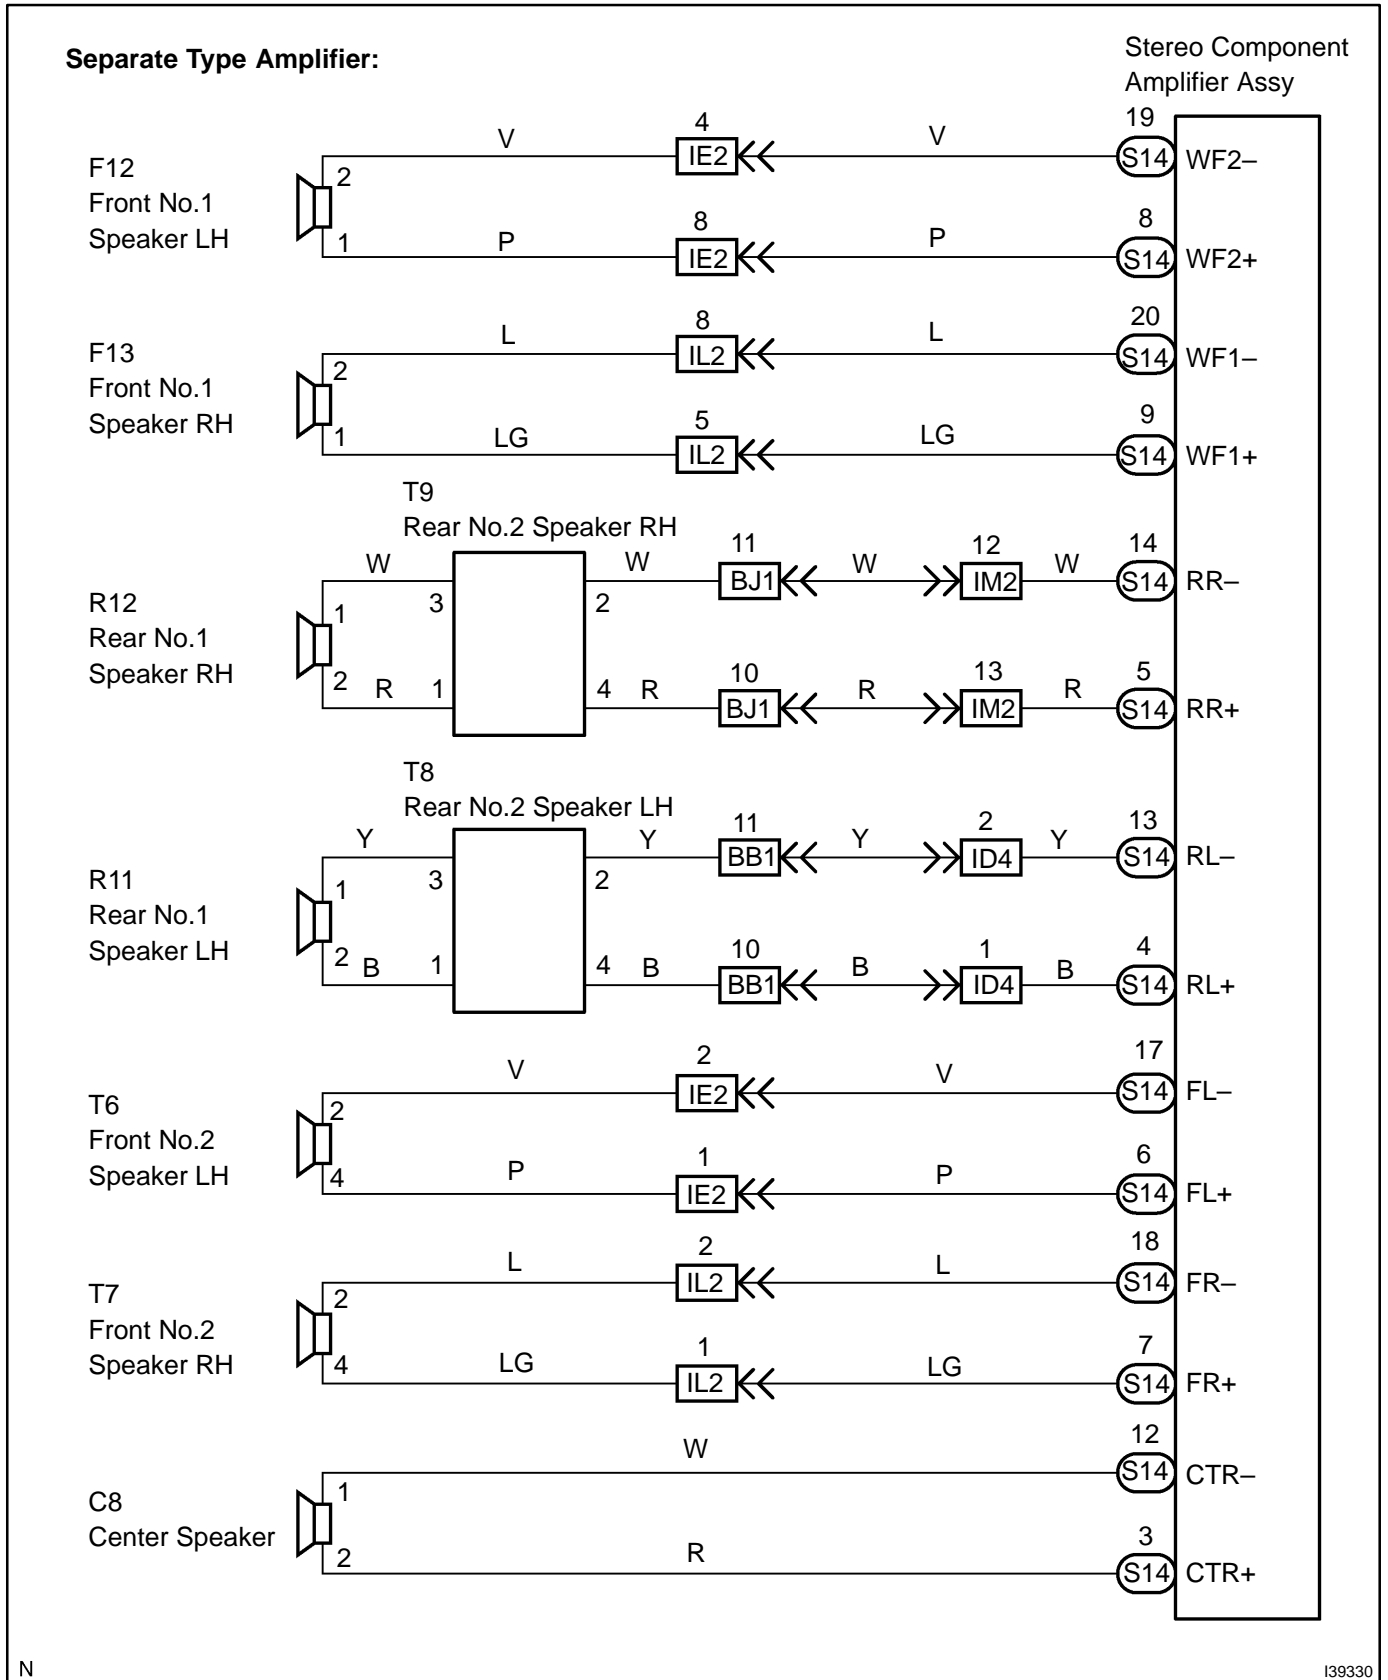 Separate Type Amplifier:
Stereo Component
Amplifier Assy
F12
Front No.1
Speaker LH
2
V
4
IE2
V
19
S14
WF2–
1
P
8
IE2
P
8
S14
WF2+
F13
Front No.1
Speaker RH
2
L
8
IL2
L
20
S14
WF1–
1
LG
5
IL2
LG
9
S14
WF1+
T9
Rear No.2 Speaker RH
R12
Rear No.1
Speaker RH
1
W
3
2
W
11
BJ1
W
12
IM2
W
14
S14
RR–
2
R
1
4
R
10
BJ1
R
13
IM2
R
5
S14
RR+
T8
Rear No.2 Speaker LH
R11
Rear No.1
Speaker LH
1
Y
3
2
Y
11
BB1
Y
2
ID4
Y
13
S14
RL–
2
B
1
4
B
10
BB1
B
1
ID4
B
4
S14
RL+
T6
Front No.2
Speaker LH
2
V
2
IE2
V
17
S14
FL–
4
P
1
IE2
P
6
S14
FL+
T7
Front No.2
Speaker RH
2
L
2
IL2
L
18
S14
FR–
4
LG
1
IL2
LG
7
S14
FR+
C8
Center Speaker
1
W
12
S14
CTR–
2
R
3
S14
CTR+
N
I39330